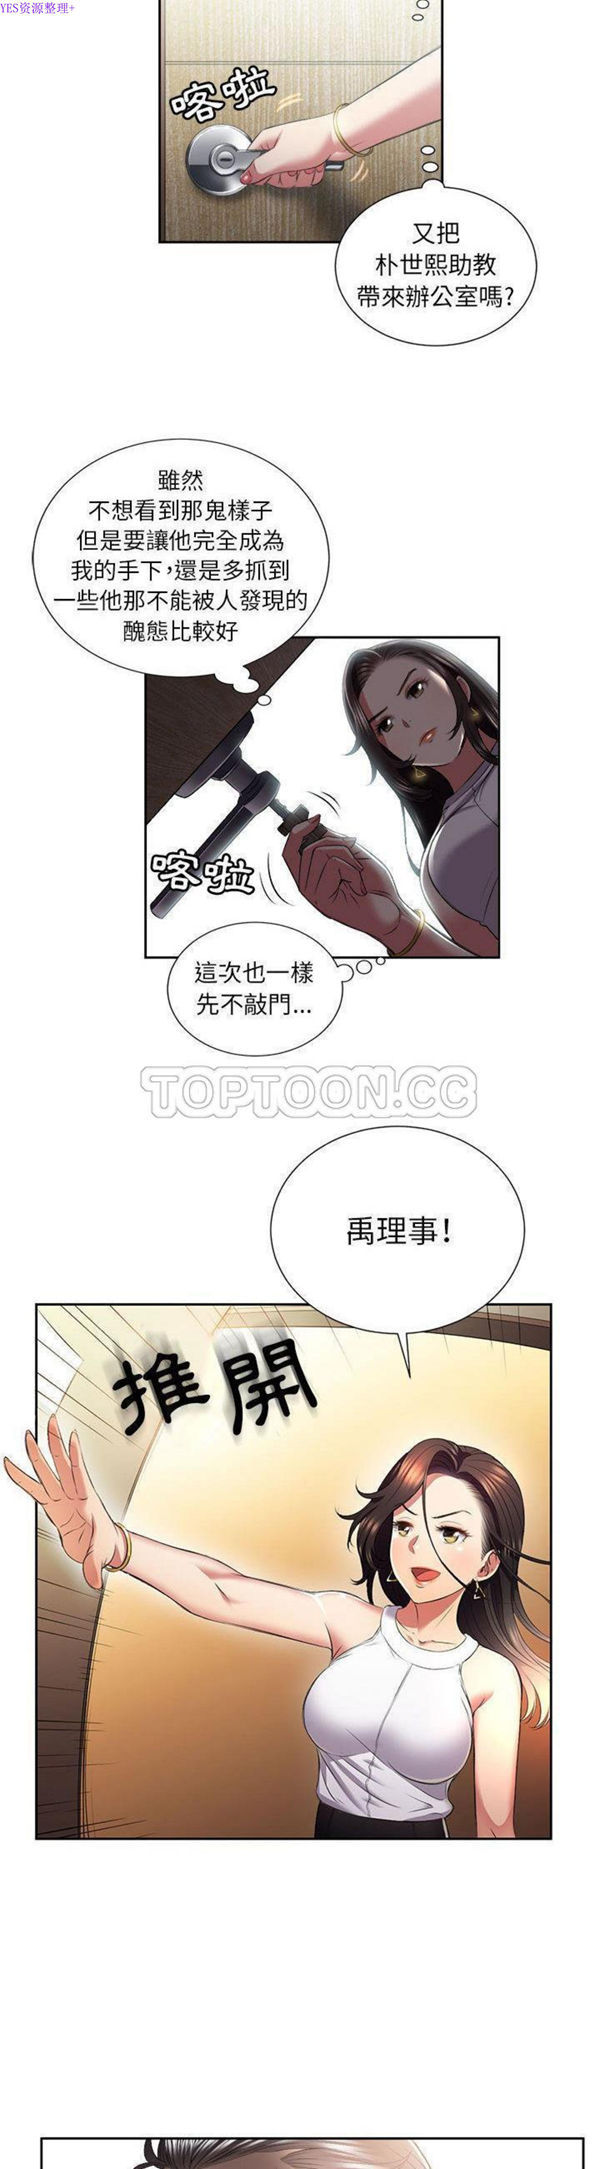 YES资源整理+
喀啦
又把
朴世熙助教
帶來辦公室嗎?
雖然
不想看到那鬼樣子
但是要讓他完全成為
我的手下,還是多抓到
一些他那不能被人發現的
醜態比較好
喀啦
這次也一樣
先不敲門...
TOPTOON.CC
禹理事!
推開